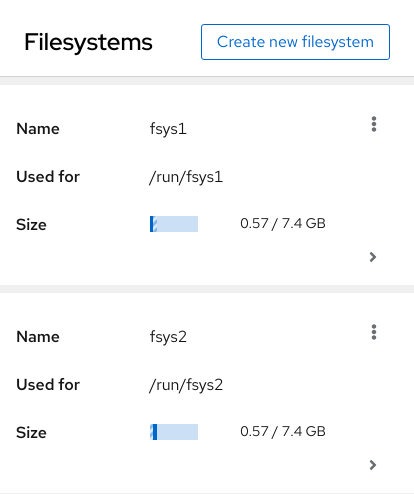 Filesystems
Create new filesystem
Name fsys1
Used for /run/fsys1
Size 0.57 / 7.4 GB
Name fsys2
Used for /run/fsys2
Size 0.57 / 7.4 GB